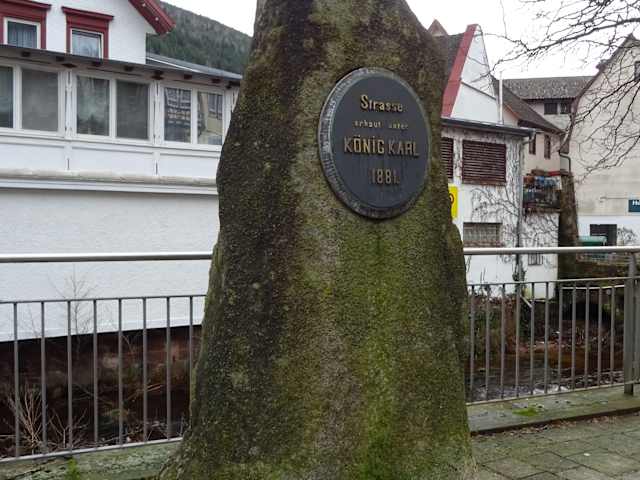 Strasse
erbaut unter
KÖNIG KARL
1881.